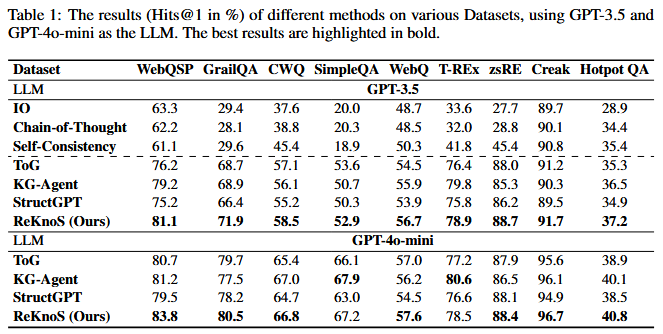 Table 1: The results (Hits@1 in %) of different methods on various Datasets, using GPT-3.5 and
GPT-4o-mini as the LLM. The best results are highlighted in bold.
Dataset WebQSP GrailQA CWQ SimpleQA WebQ T-REx zsRE Creak Hotpot QA
LLM GPT-3.5
IO 63.3 29.4 37.6 20.0 48.7 33.6 27.7 89.7 28.9
Chain-of-Thought 62.2 28.1 38.8 20.3 48.5 32.0 28.8 90.1 34.4
Self-Consistency 61.1 29.6 45.4 18.9 50.3 41.8 45.4 90.8 35.4
ToG 76.2 68.7 57.1 53.6 54.5 76.4 88.0 91.2 35.3
KG-Agent 79.2 68.9 56.1 50.7 55.9 79.8 85.3 90.3 36.5
StructGPT 75.2 66.4 55.2 50.3 53.9 75.8 86.2 89.5 34.9
ReKnoS (Ours) 81.1 71.9 58.5 52.9 56.7 78.9 88.7 91.7 37.2
LLM GPT-4o-mini
ToG 80.7 79.7 65.4 66.1 57.0 77.2 87.9 95.6 38.9
KG-Agent 81.2 77.5 67.0 67.9 56.2 80.6 86.5 96.1 40.1
StructGPT 79.5 78.2 64.7 63.0 54.5 76.6 88.1 94.9 38.5
ReKnoS (Ours) 83.8 80.5 66.8 67.2 57.6 78.5 88.4 96.7 40.8